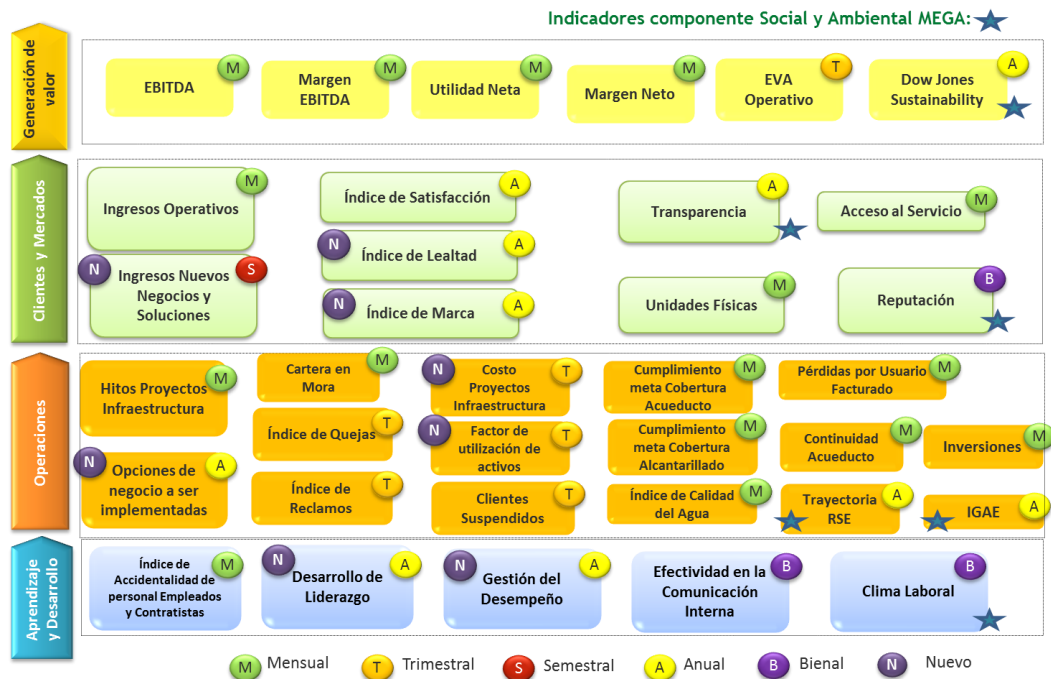 Indicadores componente Social y Ambiental MEGA:
Generación de
valor
EBITDA
M
Margen
EBITDA
M
Utilidad Neta
M
Margen Neto
M
EVA
Operativo
T
Dow Jones
Sustainability
A
Clientes y Mercados
Ingresos Operativos
M
Índice de Satisfacción
A
Transparencia
A
Acceso al Servicio
M
N
Índice de Lealtad
A
N
Ingresos Nuevos
Negocios y
Soluciones
S
N
Índice de Marca
A
Unidades Físicas
M
Reputación
B
Operaciones
Hitos Proyectos
Infraestructura
M
Cartera en
Mora
M
N
Costo
Proyectos
Infraestructura
T
Cumplimiento
meta Cobertura
Acueducto
M
Pérdidas por Usuario
Facturado
M
Índice de Quejas
T
N
Factor de
utilización de
activos
T
Cumplimiento
meta Cobertura
Alcantarillado
M
Continuidad
Acueducto
M
Inversiones
M
N
Opciones de
negocio a ser
implementadas
A
Índice de
Reclamos
T
Clientes
Suspendidos
T
Índice de Calidad
del Agua
M
Trayectoria
RSE
A
IGAE
A
Aprendizaje
y Desarrollo
Índice de
Accidentalidad de
personal Empleados
y Contratistas
M
N
Desarrollo de
Liderazgo
A
N
Gestión del
Desempeño
A
Efectividad en la
Comunicación
Interna
B
Clima Laboral
B
M Mensual
T Trimestral
S Semestral
A Anual
B Bienal
N Nuevo